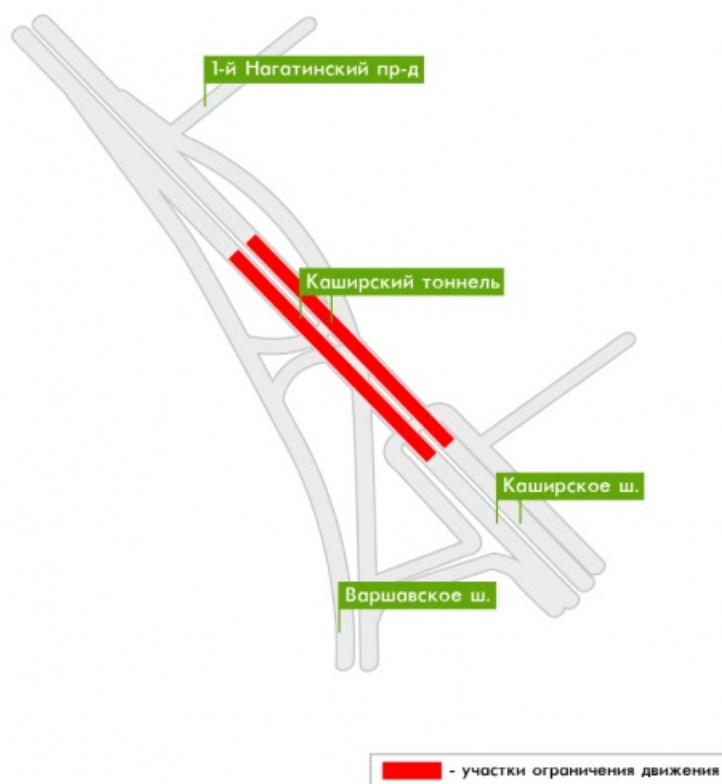 1-й Нагатинский пр-д
Каширский тоннель
Каширское ш.
Варшавское ш.
- участки ограничения движения